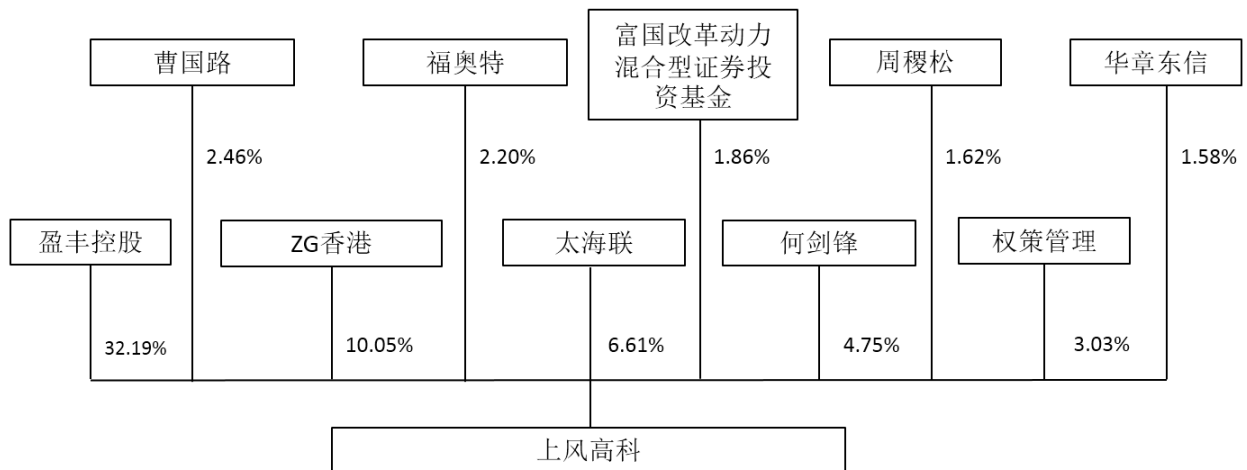 曹国路
福奥特
富国改革动力
混合型证券投
资基金
周稷松
华章东信
2.46%
2.20%
1.86%
1.62%
1.58%
盈丰控股
ZG香港
太海联
何剑锋
权策管理
32.19%
10.05%
6.61%
4.75%
3.03%
上风高科